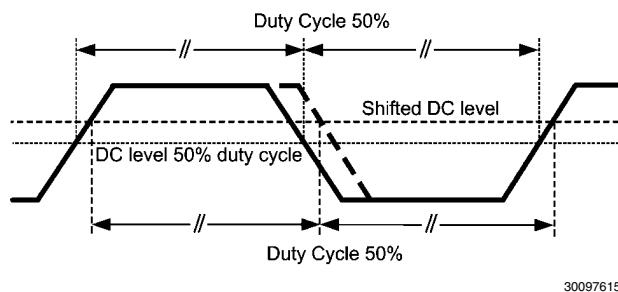 Duty Cycle 50%
//
//
Shifted DC level
DC level 50% duty cycle
//
//
Duty Cycle 50%
30097615